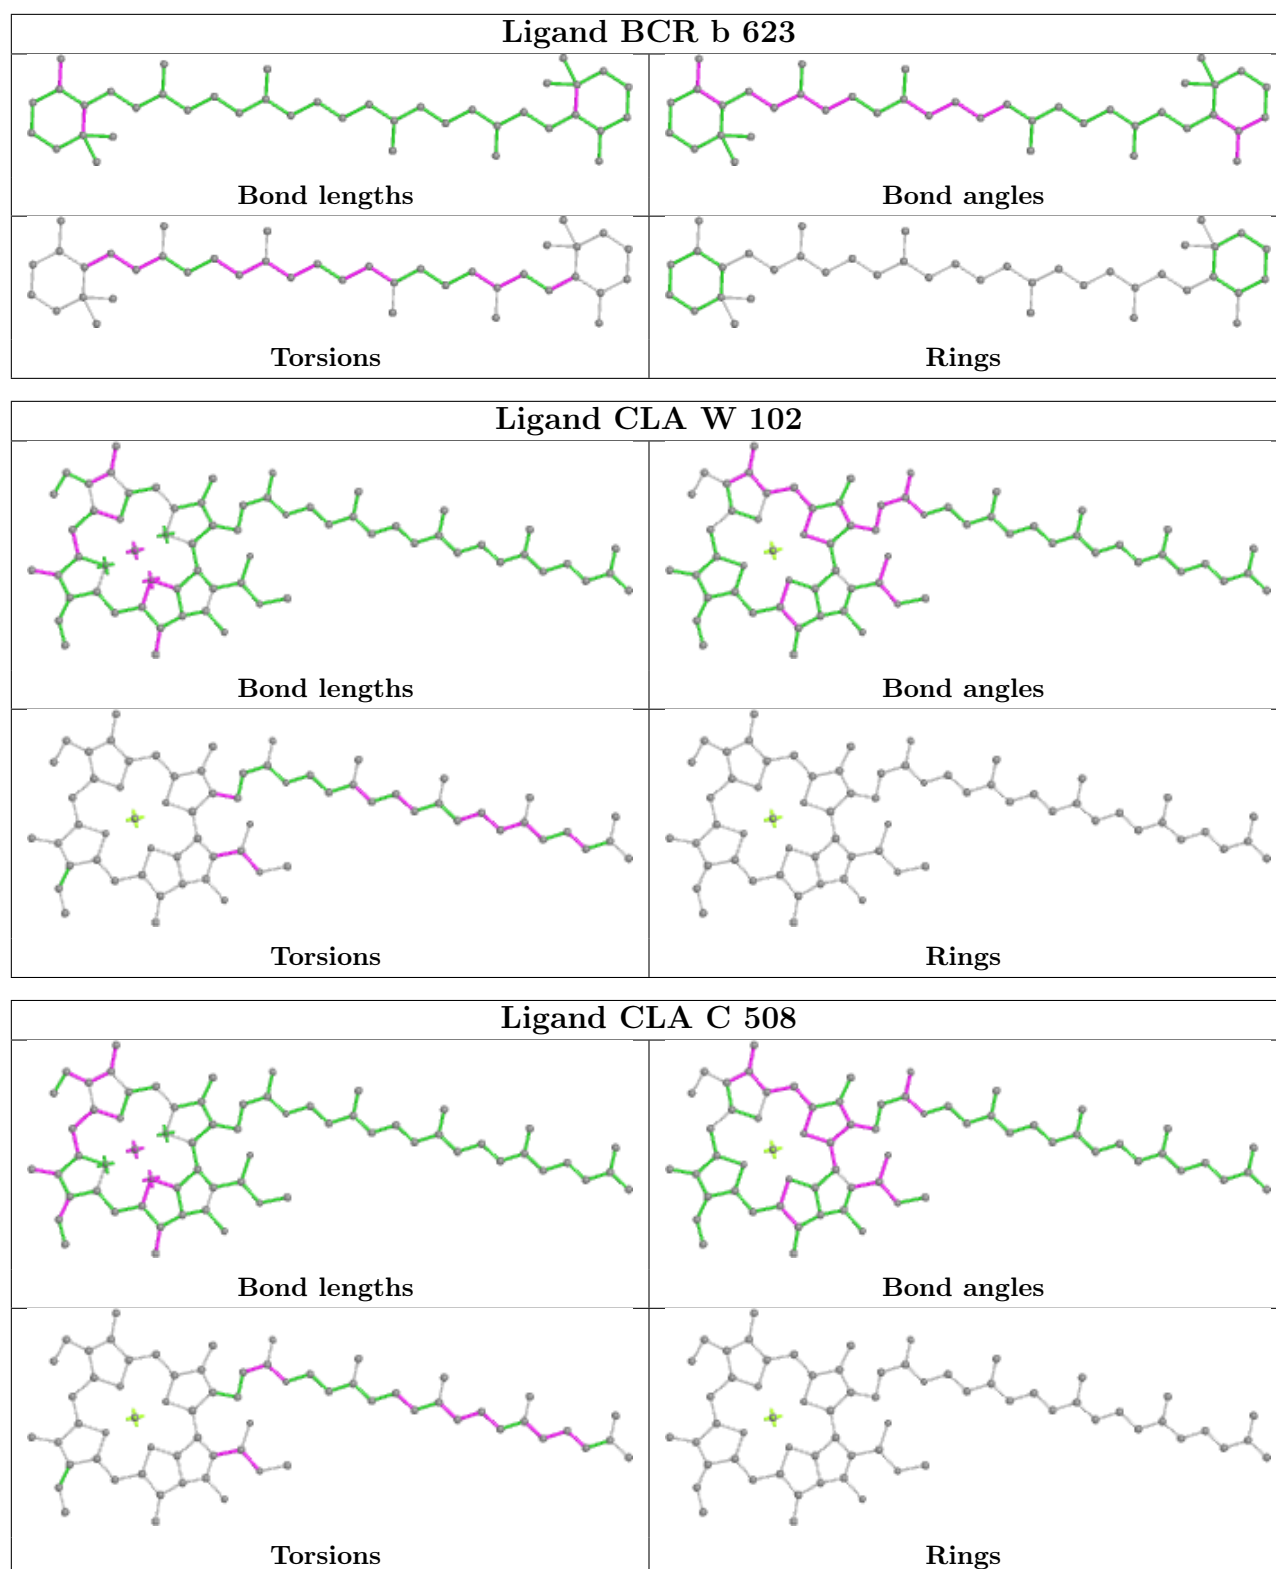 Ligand BCR b 623
Bond lengths
Bond angles
Torsions
Rings
Ligand CLA W 102
Bond lengths
Bond angles
Torsions
Rings
Ligand CLA C 508
Bond lengths
Bond angles
Torsions
Rings